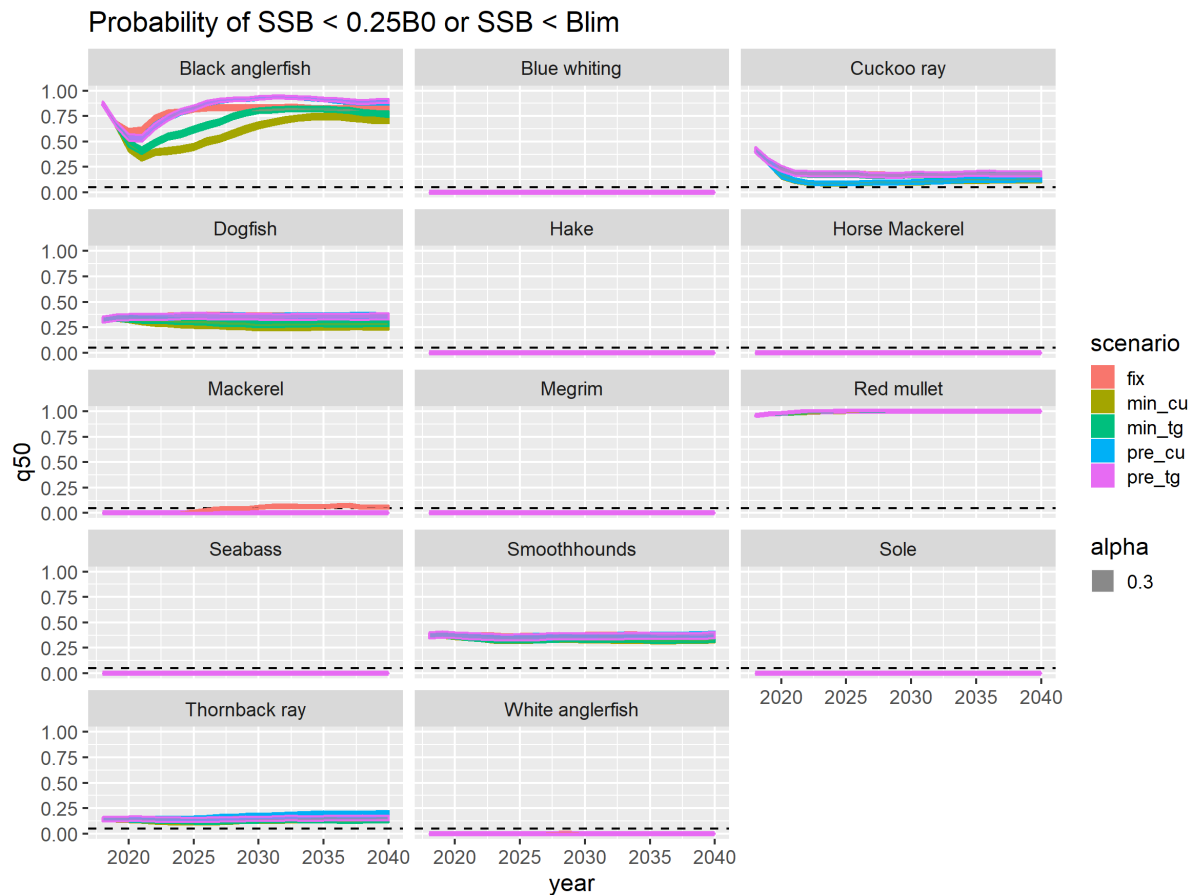 Probability of SSB < 0.25B0 or SSB < Blim
Black anglerfish
Blue whiting
Cuckoo ray
1.00
0.75
0.50
0.25
0.00
Dogfish
Hake
Horse Mackerel
1.00
0.75
0.50
0.25
0.00
Mackerel
Megrim
Red mullet
1.00
0.75
0.50
0.25
0.00
Seabass
Smoothhounds
Sole
1.00
0.75
0.50
0.25
0.00
2020 2025 2030 2035 2040
Thornback ray
White anglerfish
1.00
0.75
0.50
0.25
0.00
2020 2025 2030 2035 2040
2020 2025 2030 2035 2040
q50
year
scenario
fix
min_cu
min_tg
pre_cu
pre_tg
alpha
0.3